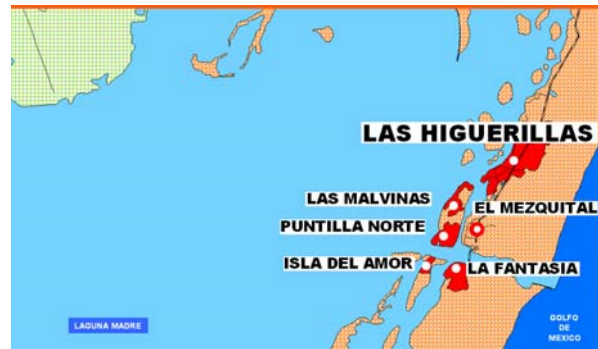 LAS HIGUERILLAS
LAS MALVINAS
EL MEZQUITAL
PUNTILLA NORTE
ISLA DEL AMOR
LA FANTASIA
LAGUNA MADRE
GOLFO
DE
MEXICO